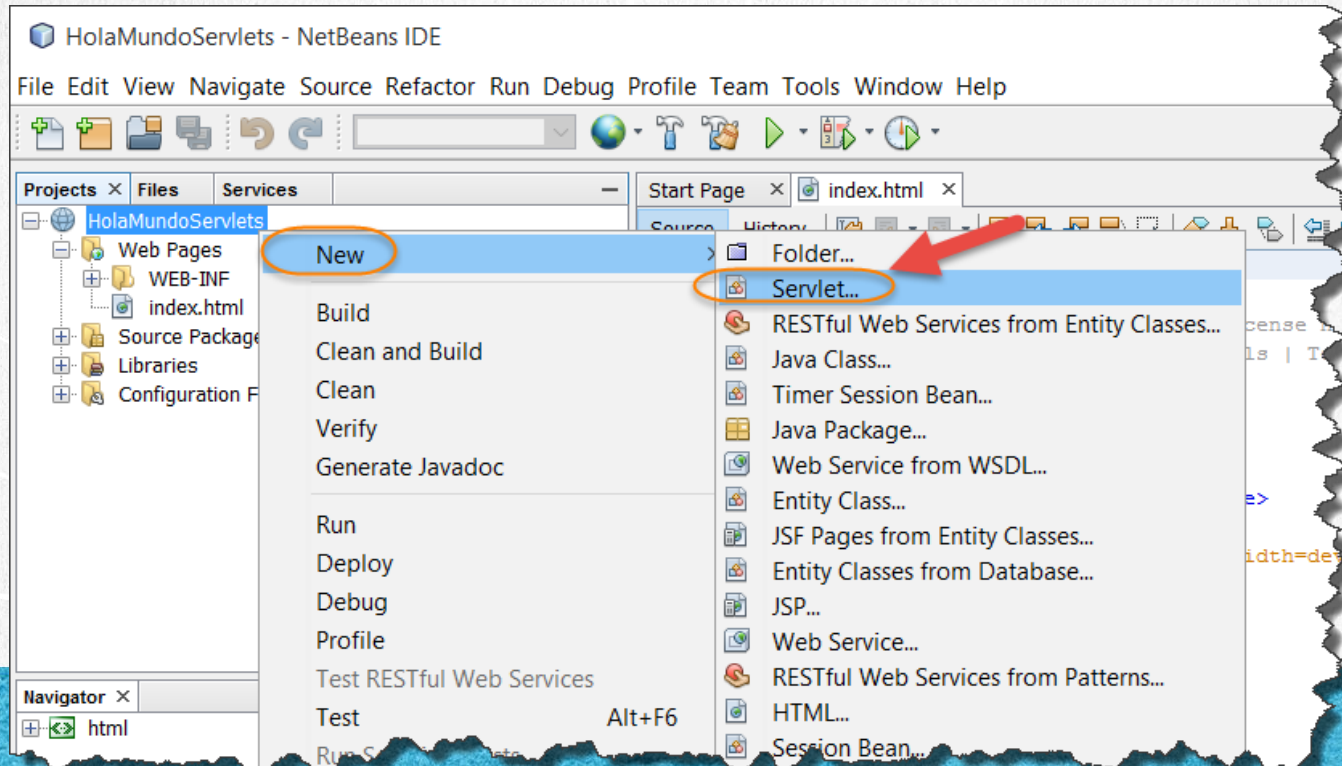 HolaMundoServlets - NetBeans IDE
File Edit View Navigate Source Refactor Run Debug Profile Team Tools Window Help
Projects Files Services
Start Page index.html
HolaMundoServlets
Source History
Web Pages
WEB-INF
index.html
Source Package
Libraries
Configuration F
New
Build
Clean and Build
Clean
Verify
Generate Javadoc
Run
Deploy
Debug
Profile
Test RESTful Web Services
Test Alt+F6
Folder...
Servlet...
RESTful Web Services from Entity Classes...
Java Class...
Timer Session Bean...
Java Package...
Web Service from WSDL...
Entity Class...
JSF Pages from Entity Classes...
Entity Classes from Database...
JSP...
Web Service...
RESTful Web Services from Patterns...
HTML...
Session Bean...
cense
ls | T
e>
idth=dev
Navigator
html